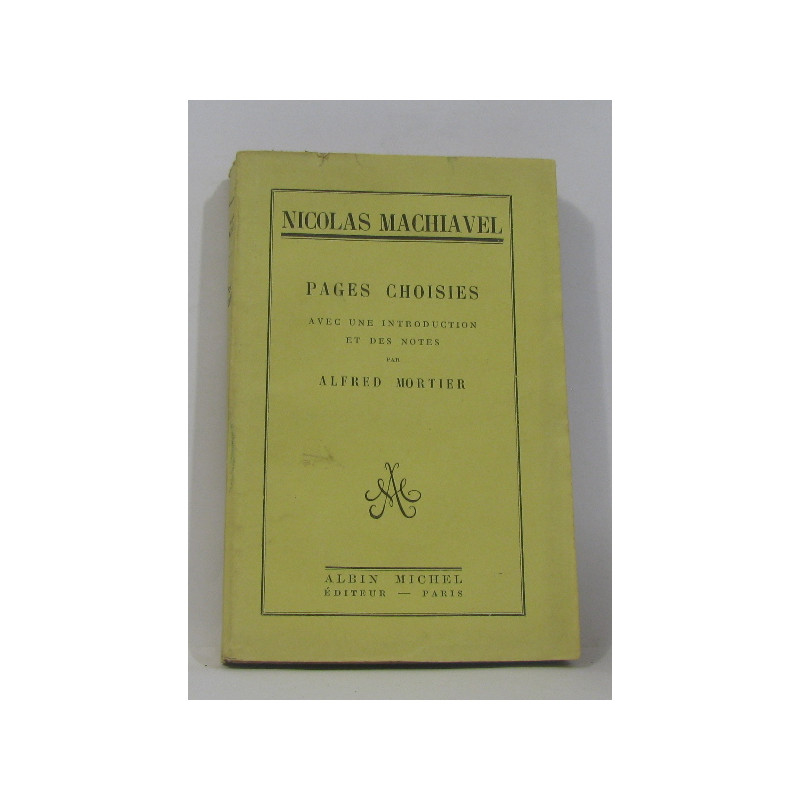 NICOLAS MACHIAVEL
PAGES CHOISIES
AVEC UNE INTRODUCTION
ET DES NOTES
PAR
ALFRED MORTIER
ALBIN MICHEL
ÉDITEUR — PARIS